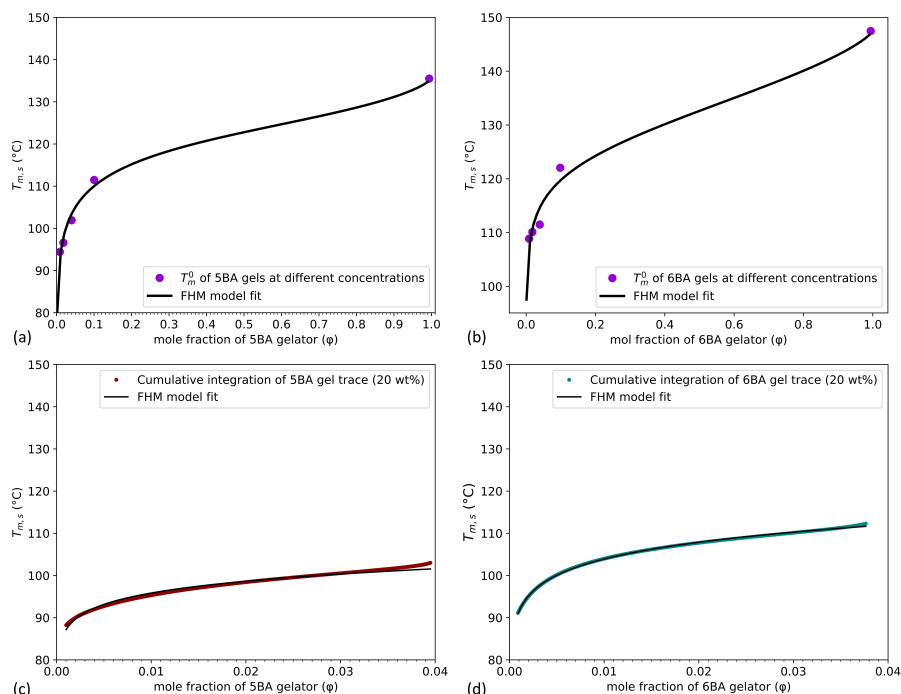 150
140
130
120
110
100
90
80
T_{m,s} (°C)
T_m^0 of 5BA gels at different concentrations
FHM model fit
0.0 0.1 0.2 0.3 0.4 0.5 0.6 0.7 0.8 0.9 1.0
(a) mole fraction of 5BA gelator (φ)
150
140
130
120
110
100
T_{m,s} (°C)
T_m^0 of 6BA gels at different concentrations
FHM model fit
0.0 0.2 0.4 0.6 0.8 1.0
(b) mol fraction of 6BA gelator (φ)
150
140
130
120
110
100
90
80
T_{m,s} (°C)
Cumulative integration of 5BA gel trace (20 wt%)
FHM model fit
0.00 0.01 0.02 0.03 0.04
(c) mole fraction of 5BA gelator (φ)
150
140
130
120
110
100
90
80
T_{m,s} (°C)
Cumulative integration of 6BA gel trace (20 wt%)
FHM model fit
0.00 0.01 0.02 0.03 0.04
(d) mole fraction of 6BA gelator (φ)